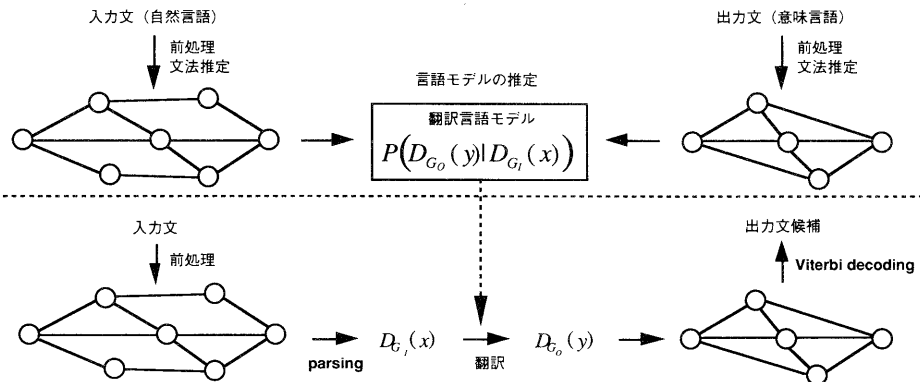 入力文 (自然言語)
出力文 (意味言語)
前処理
文法推定
前処理
文法推定
言語モデルの推定
翻訳言語モデル
P(D_{G_O}(y)|D_{G_I}(x))
入力文
出力文候補
前処理
Viterbi decoding
parsing
D_{G_I}(x)
翻訳
D_{G_O}(y)